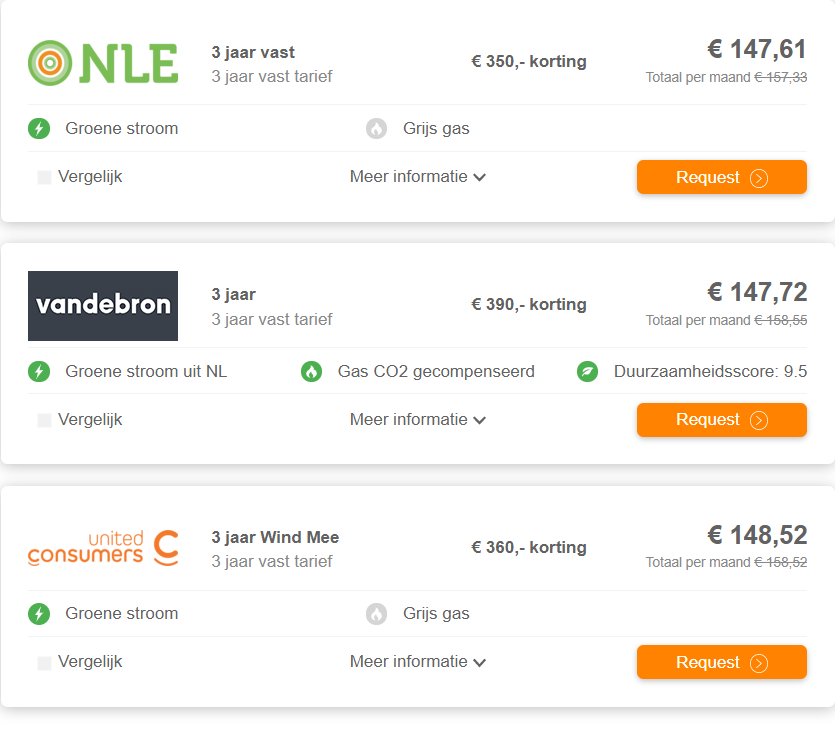 NLE
3 jaar vast
3 jaar vast tarief
€ 350,- korting
€ 147,61
Totaal per maand € 157,33
Groene stroom
Grijs gas
Vergelijk
Meer informatie
Request
vandebron
3 jaar
3 jaar vast tarief
€ 390,- korting
€ 147,72
Totaal per maand € 158,55
Groene stroom uit NL
Gas CO2 gecompenseerd
Duurzaamheidsscore: 9.5
Vergelijk
Meer informatie
Request
united
consumers
3 jaar Wind Mee
3 jaar vast tarief
€ 360,- korting
€ 148,52
Totaal per maand € 158,52
Groene stroom
Grijs gas
Vergelijk
Meer informatie
Request